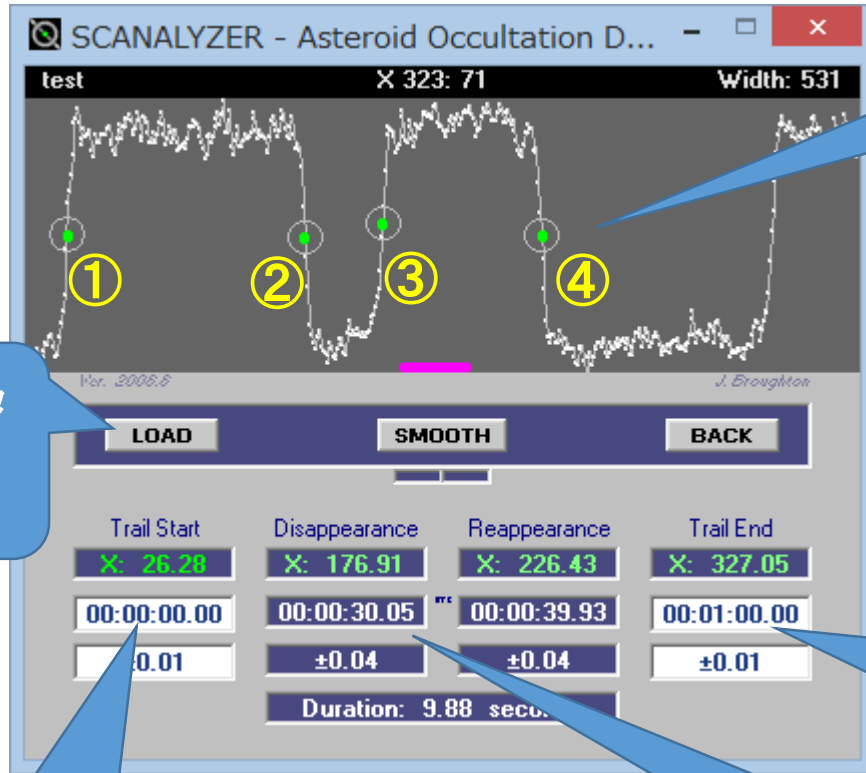 SCANALYZER - Asteroid Occultation D...
test X 323: 71 Width: 531
① ② ③ ④
Ver. 2006.6 J. Broughton
LOAD SMOOTH BACK
Trail Start Disappearance Reappearance Trail End
X: 26.28 X: 176.91 X: 226.43 X: 327.05
00:00:00.00 00:00:30.05 UTC 00:00:39.93 00:01:00.00
±0.01 ±0.04 ±0.04 ±0.01
Duration: 9.88